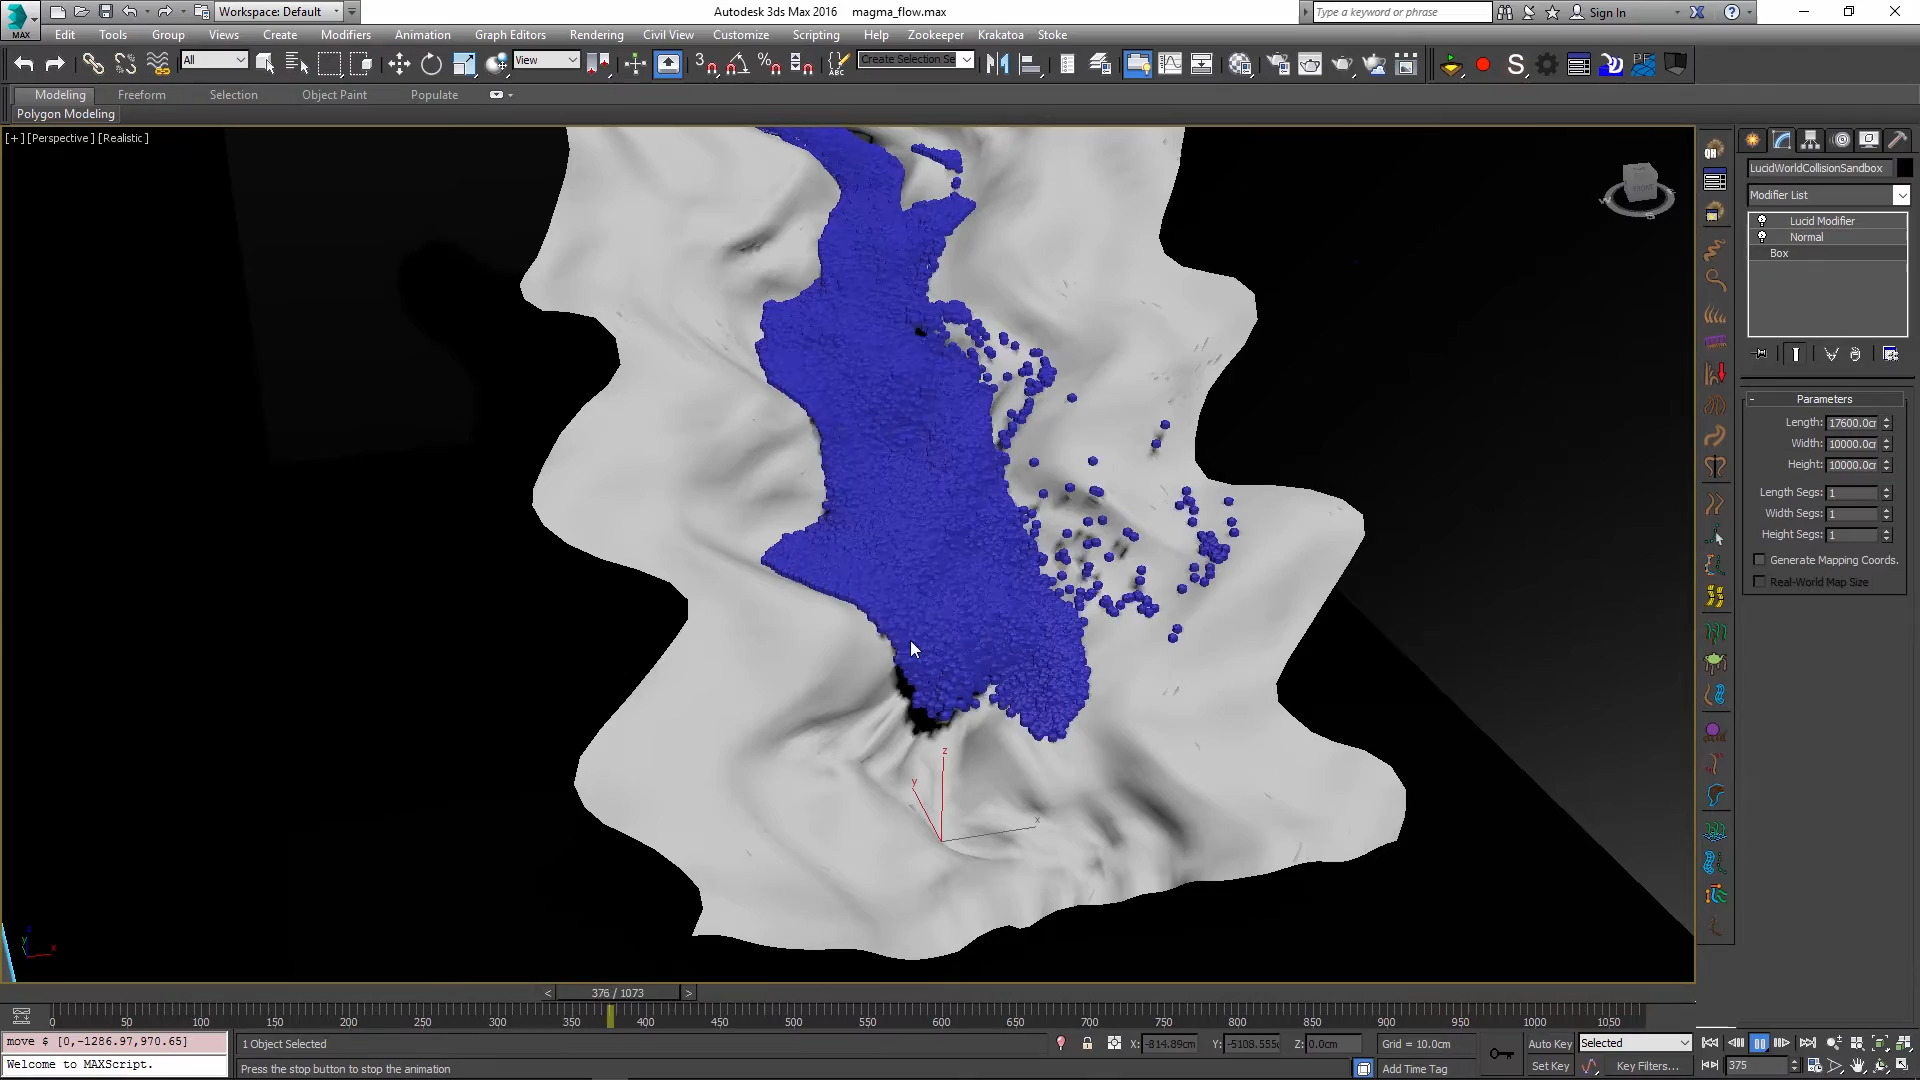 Workspace: Default
Autodesk 3ds Max 2016 magma_flow.max
Type a keyword or phrase
Sign In
MAX
Edit Tools Group Views Create Modifiers Animation Graph Editors Rendering Civil View Customize Scripting Help Zookeeper Krakatoa Stoke
All
View
3
ABC
Create Selection Se
S
PF
Modeling Freeform Selection Object Paint Populate
Polygon Modeling
[+] [Perspective] [Realistic]
QH
LucidWorldCollisionSandbox
Modifier List
Lucid Modifier
Normal
Box
- Parameters
Length: 17600.0cr
Width: 10000.0cr
Height: 10000.0cr
Length Segs: 1
Width Segs: 1
Height Segs: 1
Generate Mapping Coords.
Real-World Map Size
FRONT
W
S
z
y
x
z
y
x
< 376 / 1073 >
0 50 100 150 200 250 300 350 400 450 500 550 600 650 700 750 800 850 900 950 1000 1050
move $ [0,-1286.97,970.65]
Welcome to MAXScript.
1 Object Selected
Press the stop button to stop the animation
X: -814.89cm Y: -5108.555c Z: 0.0cm
Grid = 10.0cm
Add Time Tag
Auto Key Selected
Set Key Key Filters...
375